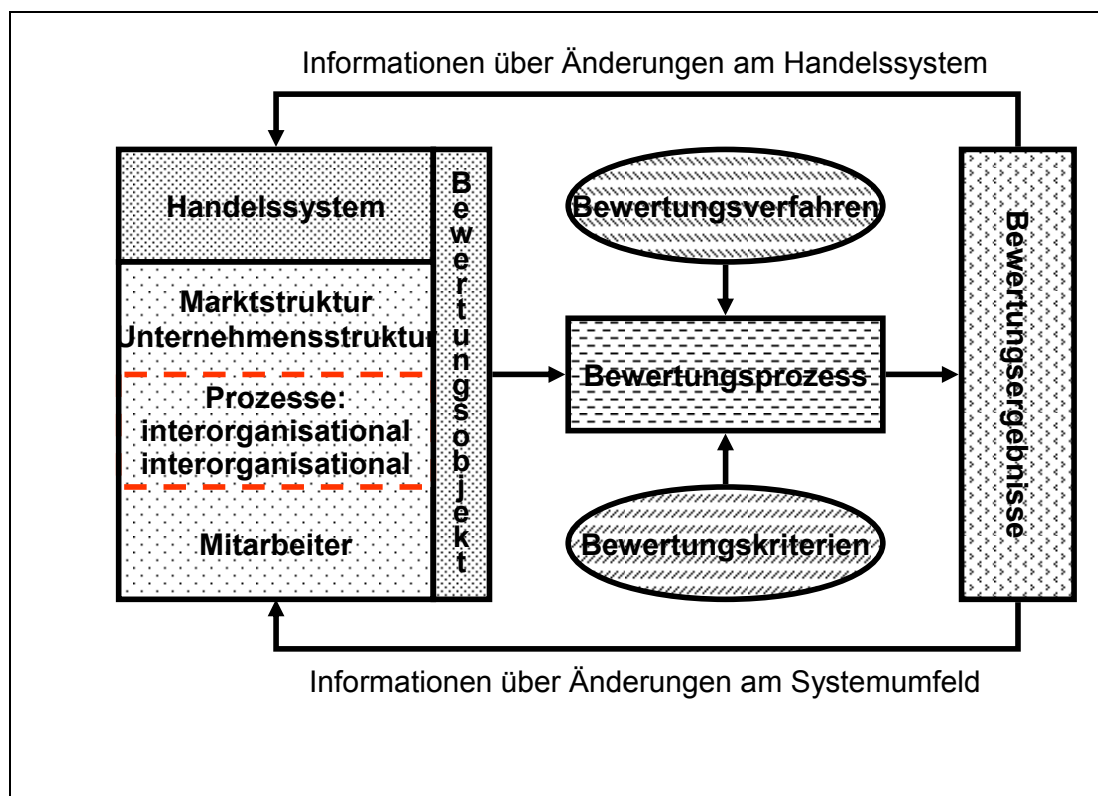 Informationen über Änderungen am Handelssystem
Handelssystem
Marktstruktur
Unternehmensstruktur
Prozesse:
interorganisational
interorganisational
Mitarbeiter
Bewertungsobjekt
Bewertungsverfahren
Bewertungsprozess
Bewertungskriterien
Bewertungsergebnisse
Informationen über Änderungen am Systemumfeld